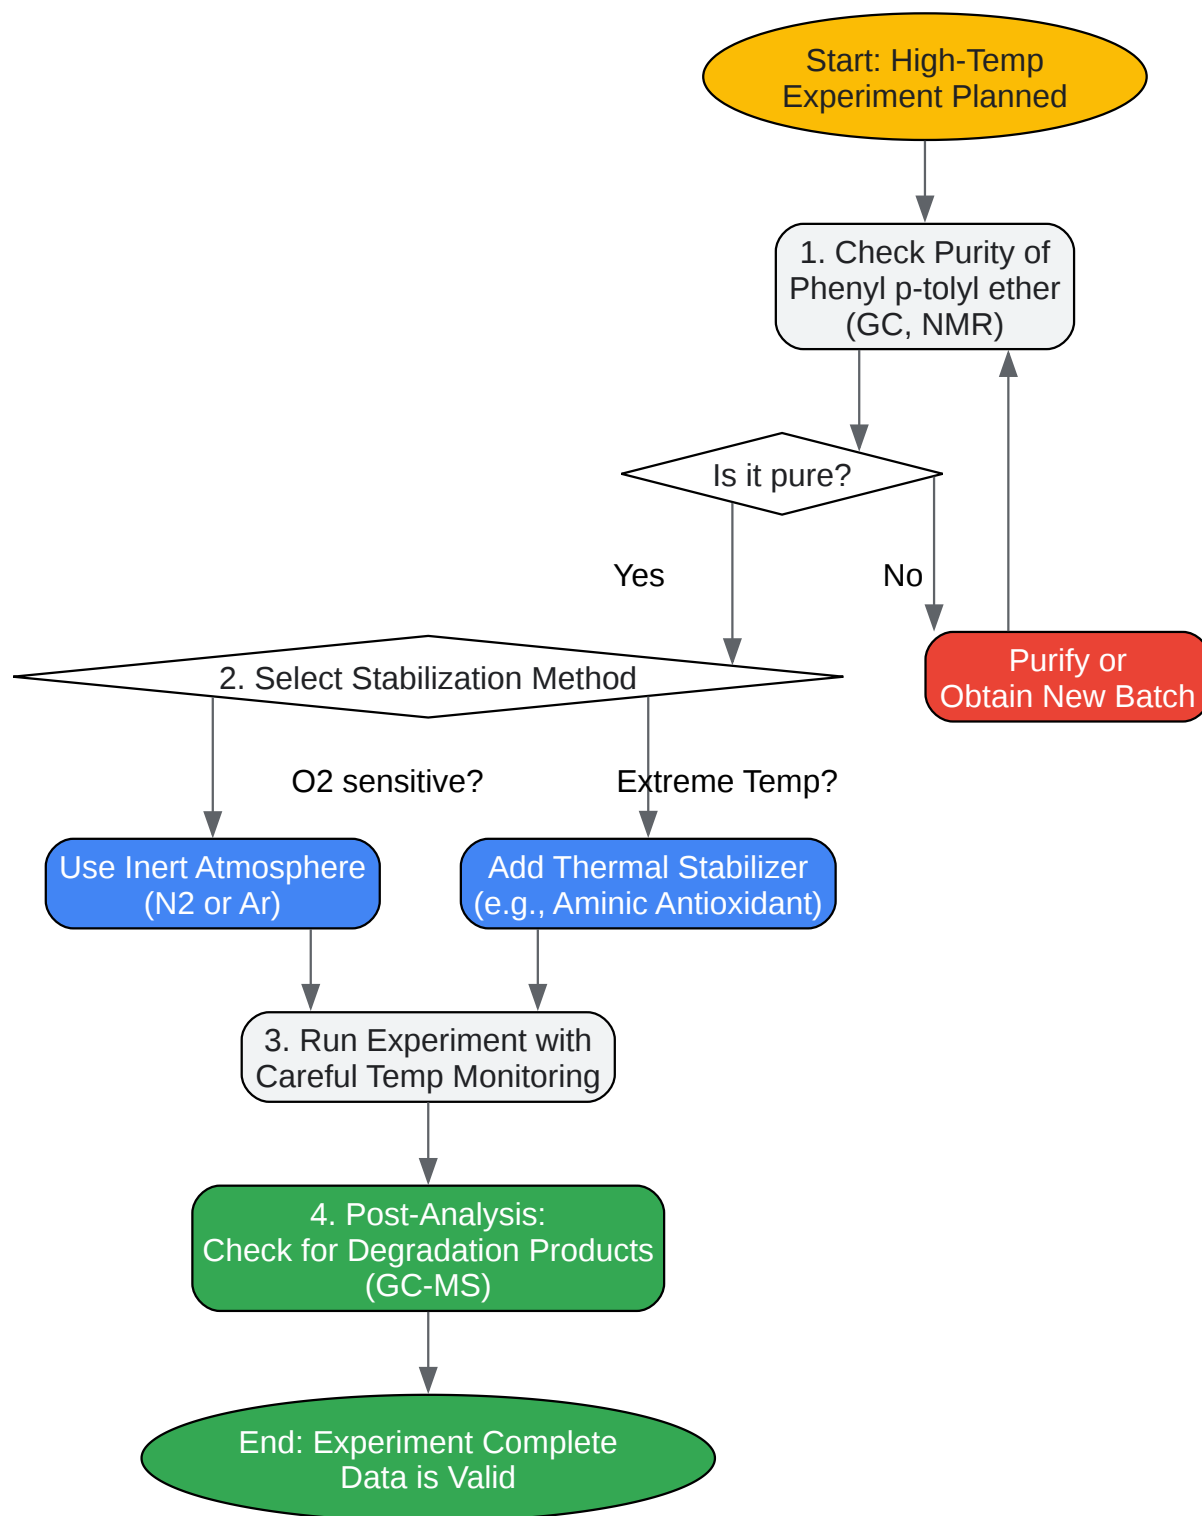 Start: High-Temp
Experiment Planned
1. Check Purity of
Phenyl p-tolyl ether
(GC, NMR)
Is it pure?
Yes
No
Purify or
Obtain New Batch
2. Select Stabilization Method
O2 sensitive?
Extreme Temp?
Use Inert Atmosphere
(N2 or Ar)
Add Thermal Stabilizer
(e.g., Aminic Antioxidant)
3. Run Experiment with
Careful Temp Monitoring
4. Post-Analysis:
Check for Degradation Products
(GC-MS)
End: Experiment Complete
Data is Valid